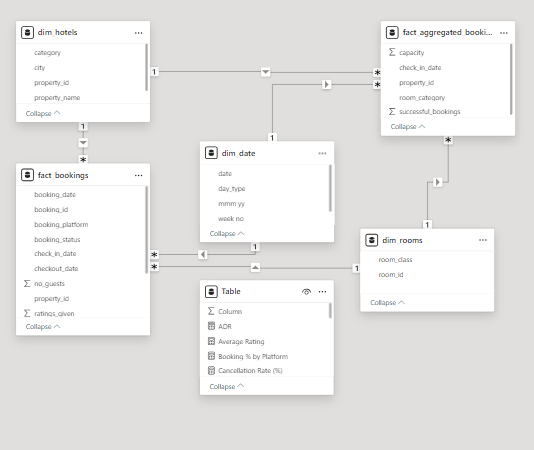 dim_hotels
category
city
property_id
property_name
Collapse
fact_aggregated_booki...
capacity
check_in_date
property_id
room_category
successful_bookings
Collapse
1
*
*
1
1
*
*
dim_date
date
day_type
mmm yy
week no
Collapse
fact_bookings
booking_date
booking_id
booking_platform
booking_status
check_in_date
checkout_date
no_guests
property_id
ratings_given
Collapse
1
*
*
1
1
dim_rooms
room_class
room_id
Collapse
Table
Column
ADR
Average Rating
Booking % by Platform
Cancellation Rate (%)
Collapse